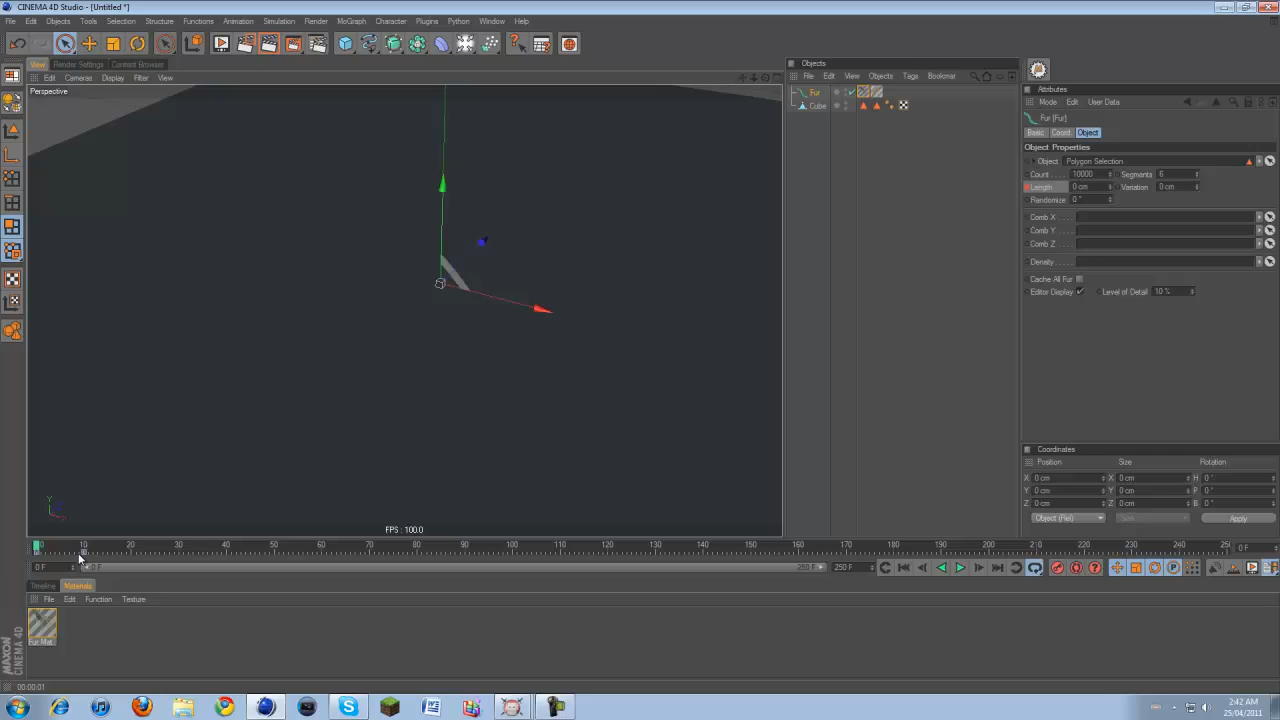 CINEMA 4D Studio - [Untitled *]
File Edit Objects Tools Selection Structure Functions Animation Simulation Render MoGraph Characters Plugins Python Window Help
View Render Settings Content Browser
Edit Cameras Display Filter View
Perspective
FPS : 100.0
Objects
File Edit View Objects Tags Bookmar
Fur
Cube
Attributes
Mode Edit User Data
Fur [Fur]
Basic Coord. Object
Object Properties
Object Polygon Selection
Count 10000 Segments 6
Length 0 cm Variation 0 cm
Randomize 0 °
Comb X
Comb Y
Comb Z
Density
Cache All Fur
Editor Display Level of Detail 10 %
Coordinates
Position Size Rotation
X 0 cm X 0 cm H 0 °
Y 0 cm Y 0 cm P 0 °
Z 0 cm Z 0 cm B 0 °
Object (Rel) Apply
0 10 20 30 40 50 60 70 80 90 100 110 120 130 140 150 160 170 180 190 200 210 220 230 240 250
0 F
0 F 0 F 250 F 250 F
Timeline Materials
File Edit Function Texture
Fur Mat.
MAXON CINEMA 4D
00:00:01
2:42 AM
25/04/2011